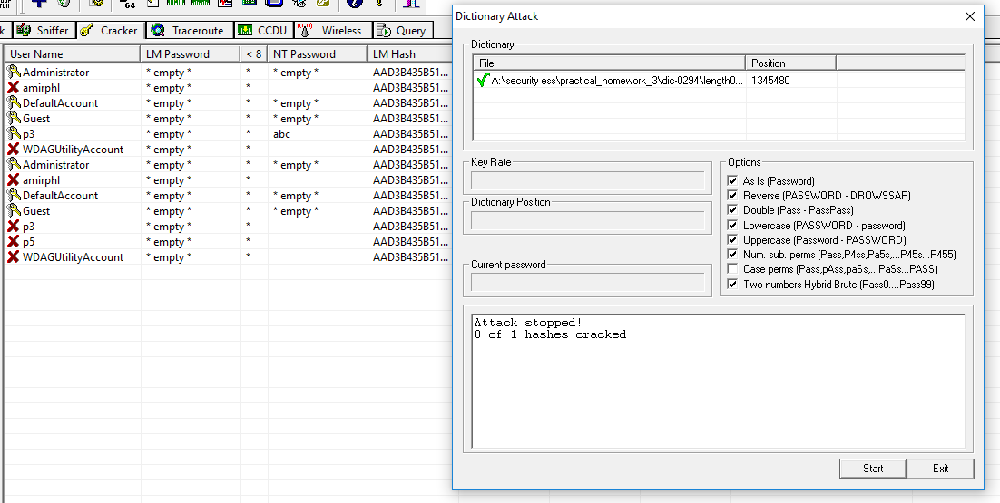 64
Sniffer Cracker Traceroute CCDU Wireless Query
User Name LM Password < 8 NT Password LM Hash
Administrator * empty * * * empty * AAD3B435B51...
amirphl * empty * * AAD3B435B51...
DefaultAccount * empty * * * empty * AAD3B435B51...
Guest * empty * * * empty * AAD3B435B51...
p3 * empty * * abc AAD3B435B51...
WDAGUtilityAccount * empty * * AAD3B435B51...
Administrator * empty * * * empty * AAD3B435B51...
amirphl * empty * * AAD3B435B51...
DefaultAccount * empty * * * empty * AAD3B435B51...
Guest * empty * * * empty * AAD3B435B51...
p3 * empty * * AAD3B435B51...
p5 * empty * * AAD3B435B51...
WDAGUtilityAccount * empty * * AAD3B435B51...
Dictionary Attack
Dictionary
File Position
A:\security ess\practical_homework_3\dic-0294\length0... 1345480
Key Rate
Dictionary Position
Current password
Options
As Is (Password)
Reverse (PASSWORD - DROWSSAP)
Double (Pass - PassPass)
Lowercase (PASSWORD - password)
Uppercase (Password - PASSWORD)
Num. sub. perms (Pass,P4ss,Pa5s,...P45s...P455)
Case perms (Pass,pAss,paSs,...PaSs...PASS)
Two numbers Hybrid Brute (Pass0....Pass99)
Attack stopped!
0 of 1 hashes cracked
Start Exit